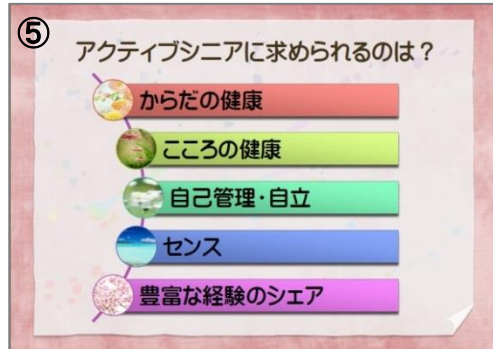 ⑤
アクティブシニアに求められるのは？
からだの健康
こころの健康
自己管理・自立
センス
豊富な経験のシェア